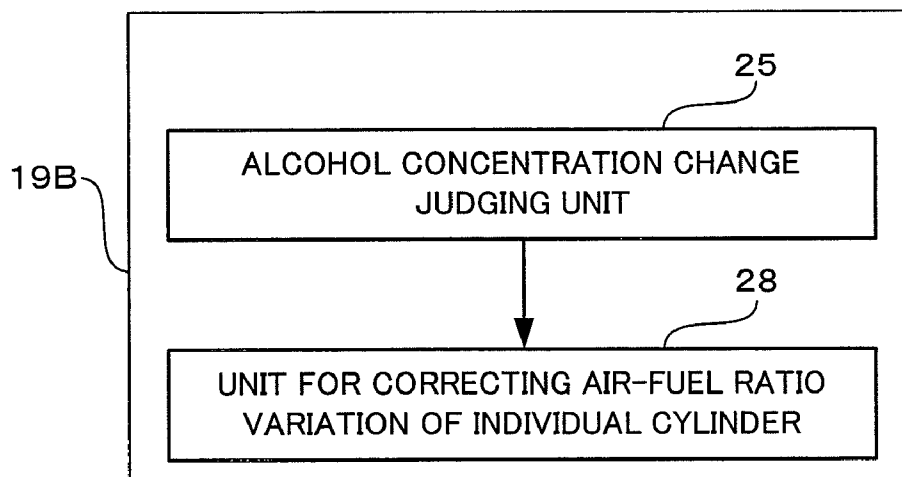 25
ALCOHOL CONCENTRATION CHANGE
JUDGING UNIT
19B
28
UNIT FOR CORRECTING AIR-FUEL RATIO
VARIATION OF INDIVIDUAL CYLINDER